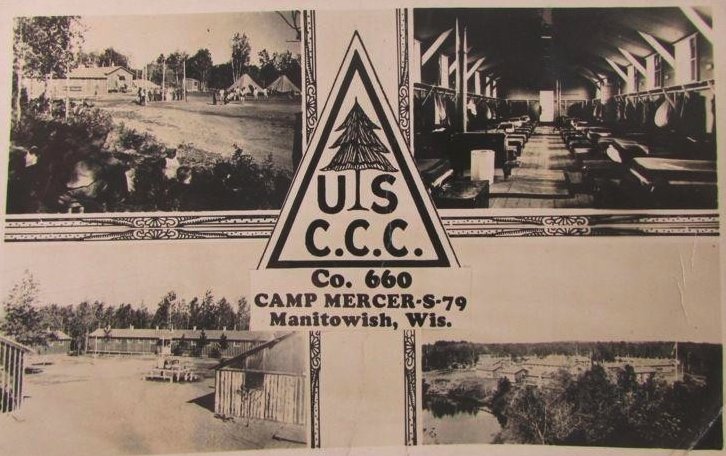 U S
C.C.C.
Co. 660
CAMP MERCER-S-79
Manitowish, Wis.